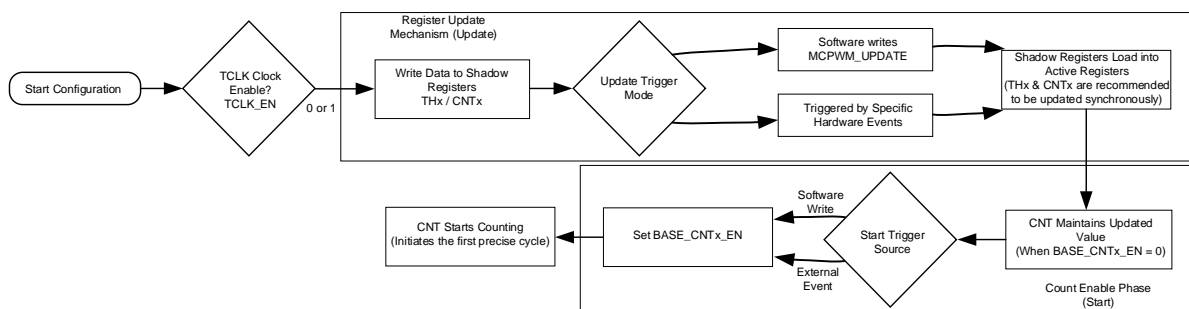 Register Update
Mechanism (Update)
Start Configuration
TCLK Clock
Enable?
TCLK_EN
0 or 1
Write Data to Shadow
Registers
THx / CNTx
Update Trigger
Mode
Software writes
MCPWM_UPDATE
Triggered by Specific
Hardware Events
Shadow Registers Load into
Active Registers
(THx & CNTx are recommended
to be updated synchronously)
CNT Maintains Updated
Value
(When BASE_CNTx_EN = 0)
Count Enable Phase
(Start)
Start Trigger
Source
Software
Write
External
Event
Set BASE_CNTx_EN
CNT Starts Counting
(Initiates the first precise cycle)